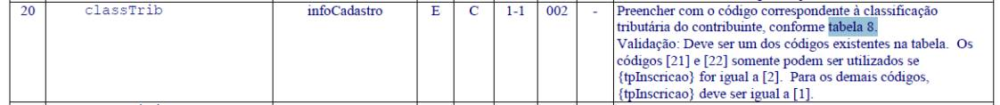 20 classTrib infoCadastro E C 1-1 002 - Preencher com o código correspondente à classificação
tributária do contribuinte, conforme tabela 8.
Validação: Deve ser um dos códigos existentes na tabela. Os
códigos [21] e [22] somente podem ser utilizados se
{tpInscricao} for igual a [2]. Para os demais códigos,
{tpInscricao} deve ser igual a [1].